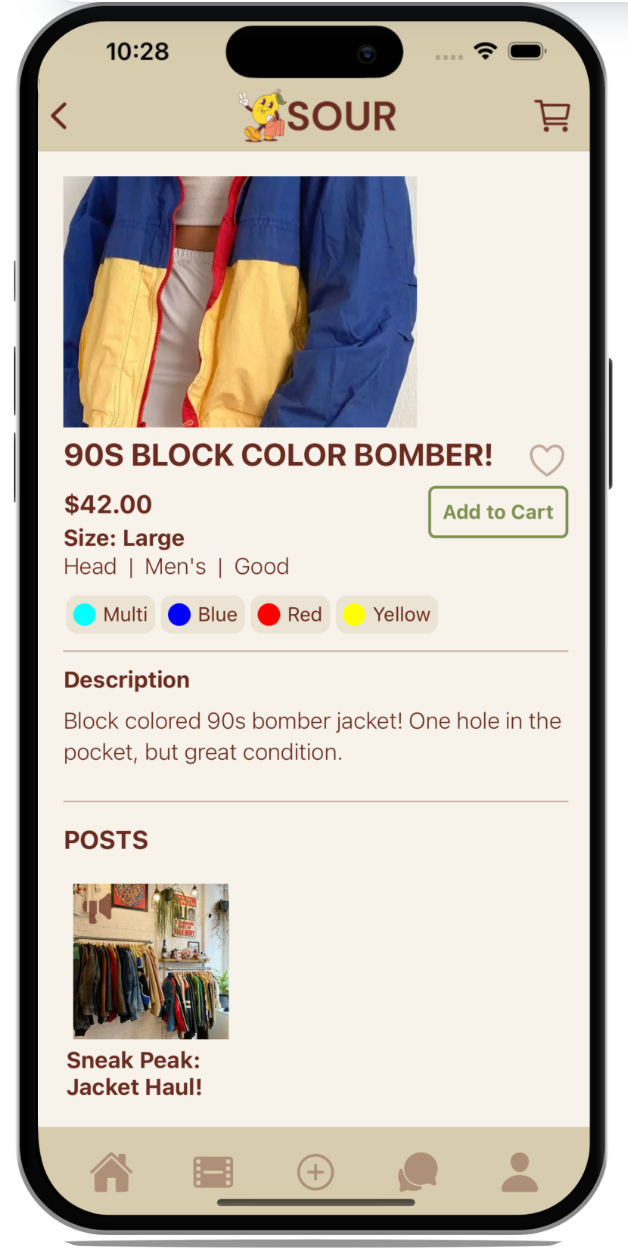 10:28
SOUR
90S BLOCK COLOR BOMBER!
$42.00
Add to Cart
Size: Large
Head | Men's | Good
Multi Blue Red Yellow
Description
Block colored 90s bomber jacket! One hole in the
pocket, but great condition.
POSTS
Sneak Peak:
Jacket Haul!